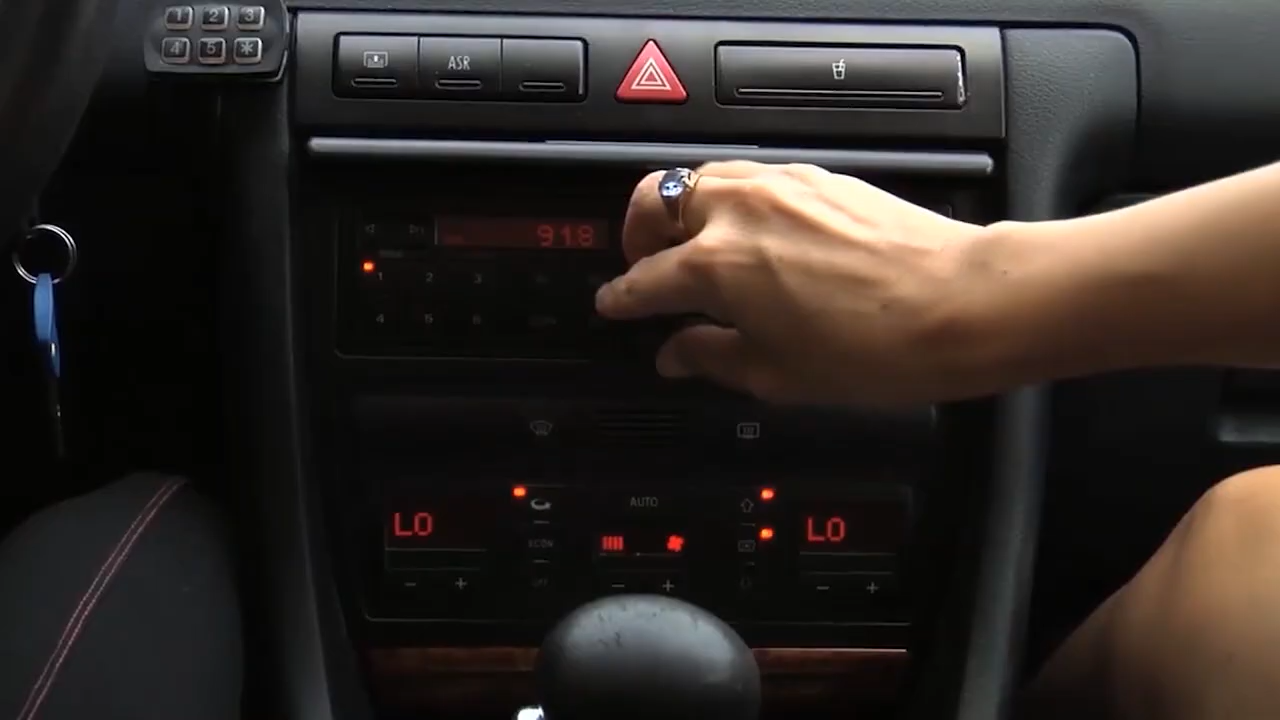 1 2 3
4 5 *
ASR
918
1 2 3
4 5 6
AUTO
LO
LO
ECON
OFF
- +
- +
- +